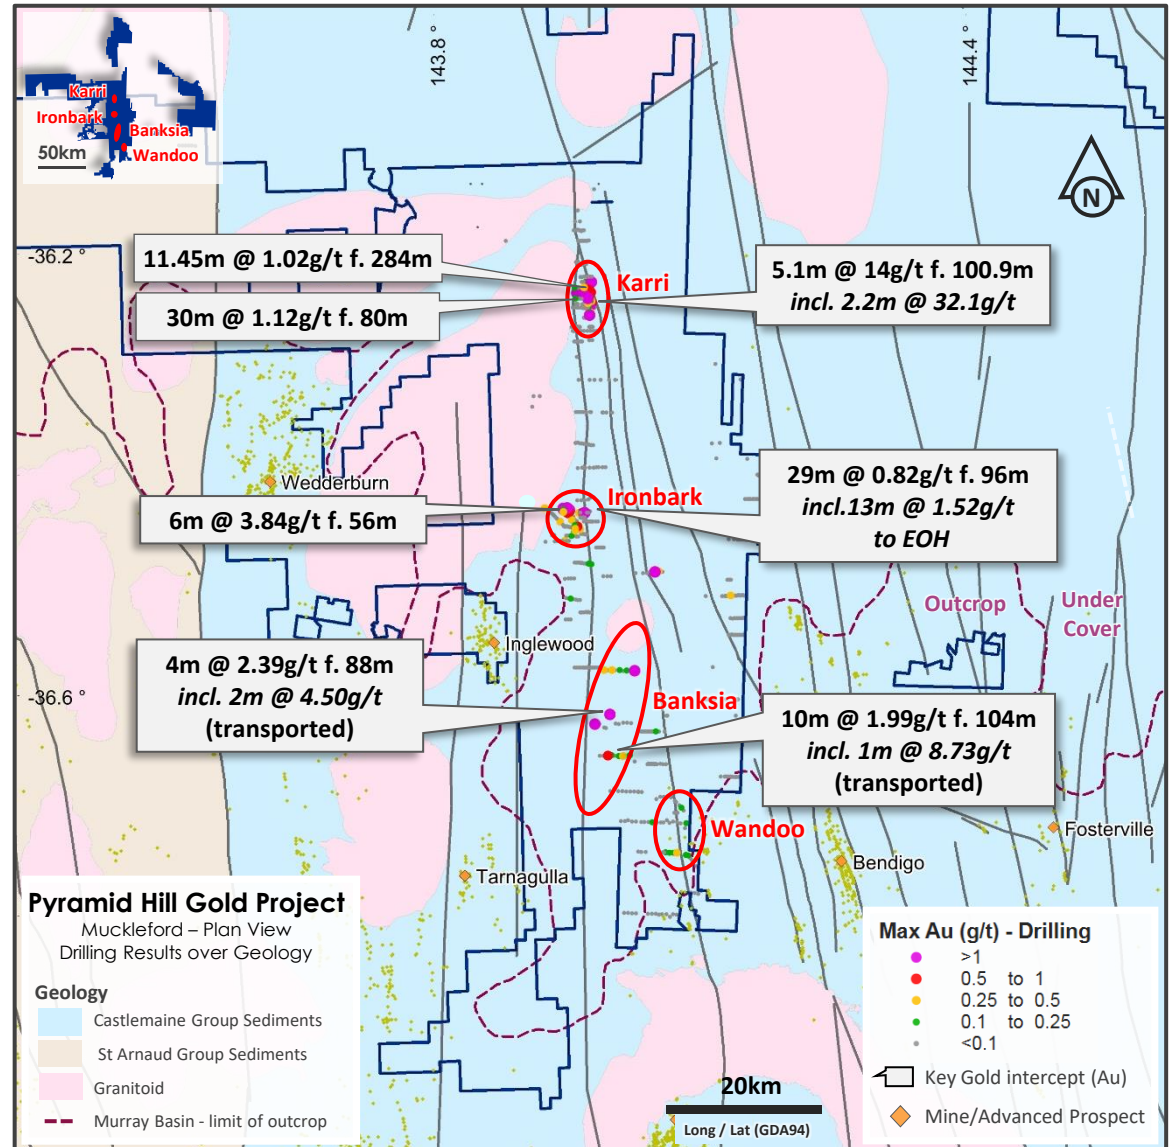 Karri
Ironbark
Banksia
Wandoo
50km
143.8 °
144.4 °
N
-36.2 °
11.45m @ 1.02g/t f. 284m
30m @ 1.12g/t f. 80m
Karri
5.1m @ 14g/t f. 100.9m
incl. 2.2m @ 32.1g/t
Wedderburn
Ironbark
6m @ 3.84g/t f. 56m
29m @ 0.82g/t f. 96m
incl.13m @ 1.52g/t
to EOH
Outcrop
Under
Cover
Inglewood
4m @ 2.39g/t f. 88m
incl. 2m @ 4.50g/t
(transported)
-36.6 °
Banksia
10m @ 1.99g/t f. 104m
incl. 1m @ 8.73g/t
(transported)
Wandoo
Fosterville
Bendigo
Tarnagulla
Pyramid Hill Gold Project
Muckleford – Plan View
Drilling Results over Geology
Geology
Castlemaine Group Sediments
St Arnaud Group Sediments
Granitoid
Murray Basin - limit of outcrop
20km
Long / Lat (GDA94)
Max Au (g/t) - Drilling
>1
0.5 to 1
0.25 to 0.5
0.1 to 0.25
<0.1
Key Gold intercept (Au)
Mine/Advanced Prospect